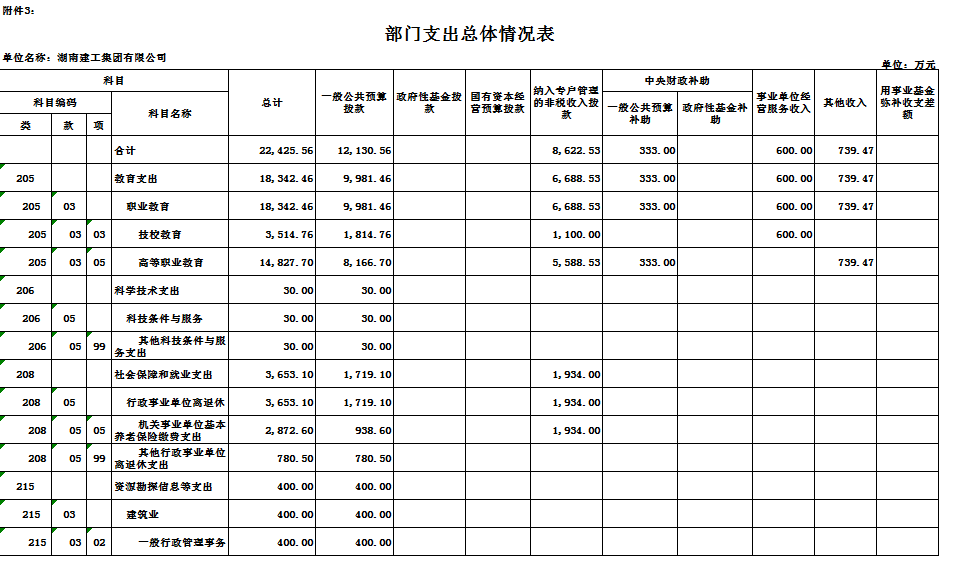 附件3:
部门支出总体情况表
单位名称: 湖南建工集团有限公司
单位: 万元
科目 总计 一般公共预算拨款 政府性基金拨款 国有资本经营预算拨款 纳入专户管理的非税收入拨款 中央财政补助 事业单位经营服务收入 其他收入 用事业基金弥补收支差额
科目编码 科目名称 一般公共预算补助 政府性基金补助
类 款 项
合计 22,425.56 12,130.56 8,622.53 333.00 600.00 739.47
205 教育支出 18,342.46 9,981.46 6,688.53 333.00 600.00 739.47
205 03 职业教育 18,342.46 9,981.46 6,688.53 333.00 600.00 739.47
205 03 03 技校教育 3,514.76 1,814.76 1,100.00 600.00
205 03 05 高等职业教育 14,827.70 8,166.70 5,588.53 333.00 739.47
206 科学技术支出 30.00 30.00
206 05 科技条件与服务 30.00 30.00
206 05 99 其他科技条件与服务支出 30.00 30.00
208 社会保障和就业支出 3,653.10 1,719.10 1,934.00
208 05 行政事业单位离退休 3,653.10 1,719.10 1,934.00
208 05 05 机关事业单位基本养老保险缴费支出 2,872.60 938.60 1,934.00
208 05 99 其他行政事业单位离退休支出 780.50 780.50
215 资源勘探信息等支出 400.00 400.00
215 03 建筑业 400.00 400.00
215 03 02 一般行政管理事务 400.00 400.00